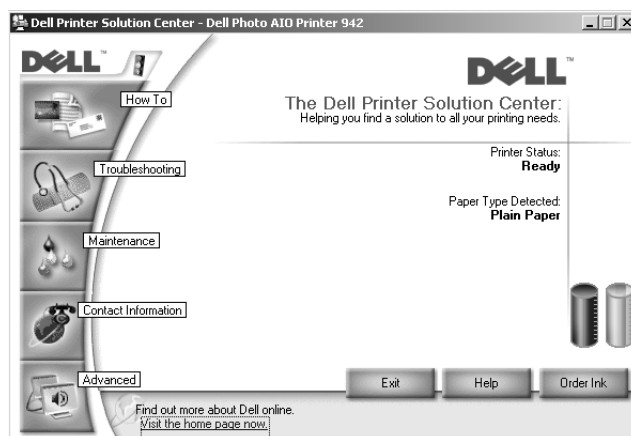 Dell Printer Solution Center - Dell Photo AIO Printer 942
DELL™
DELL™
How To
The Dell Printer Solution Center:
Helping you find a solution to all your printing needs.
Printer Status:
Ready
Troubleshooting
Paper Type Detected:
Plain Paper
Maintenance
Contact Information
Advanced
Exit
Help
Order Ink
Find out more about Dell online.
Visit the home page now.